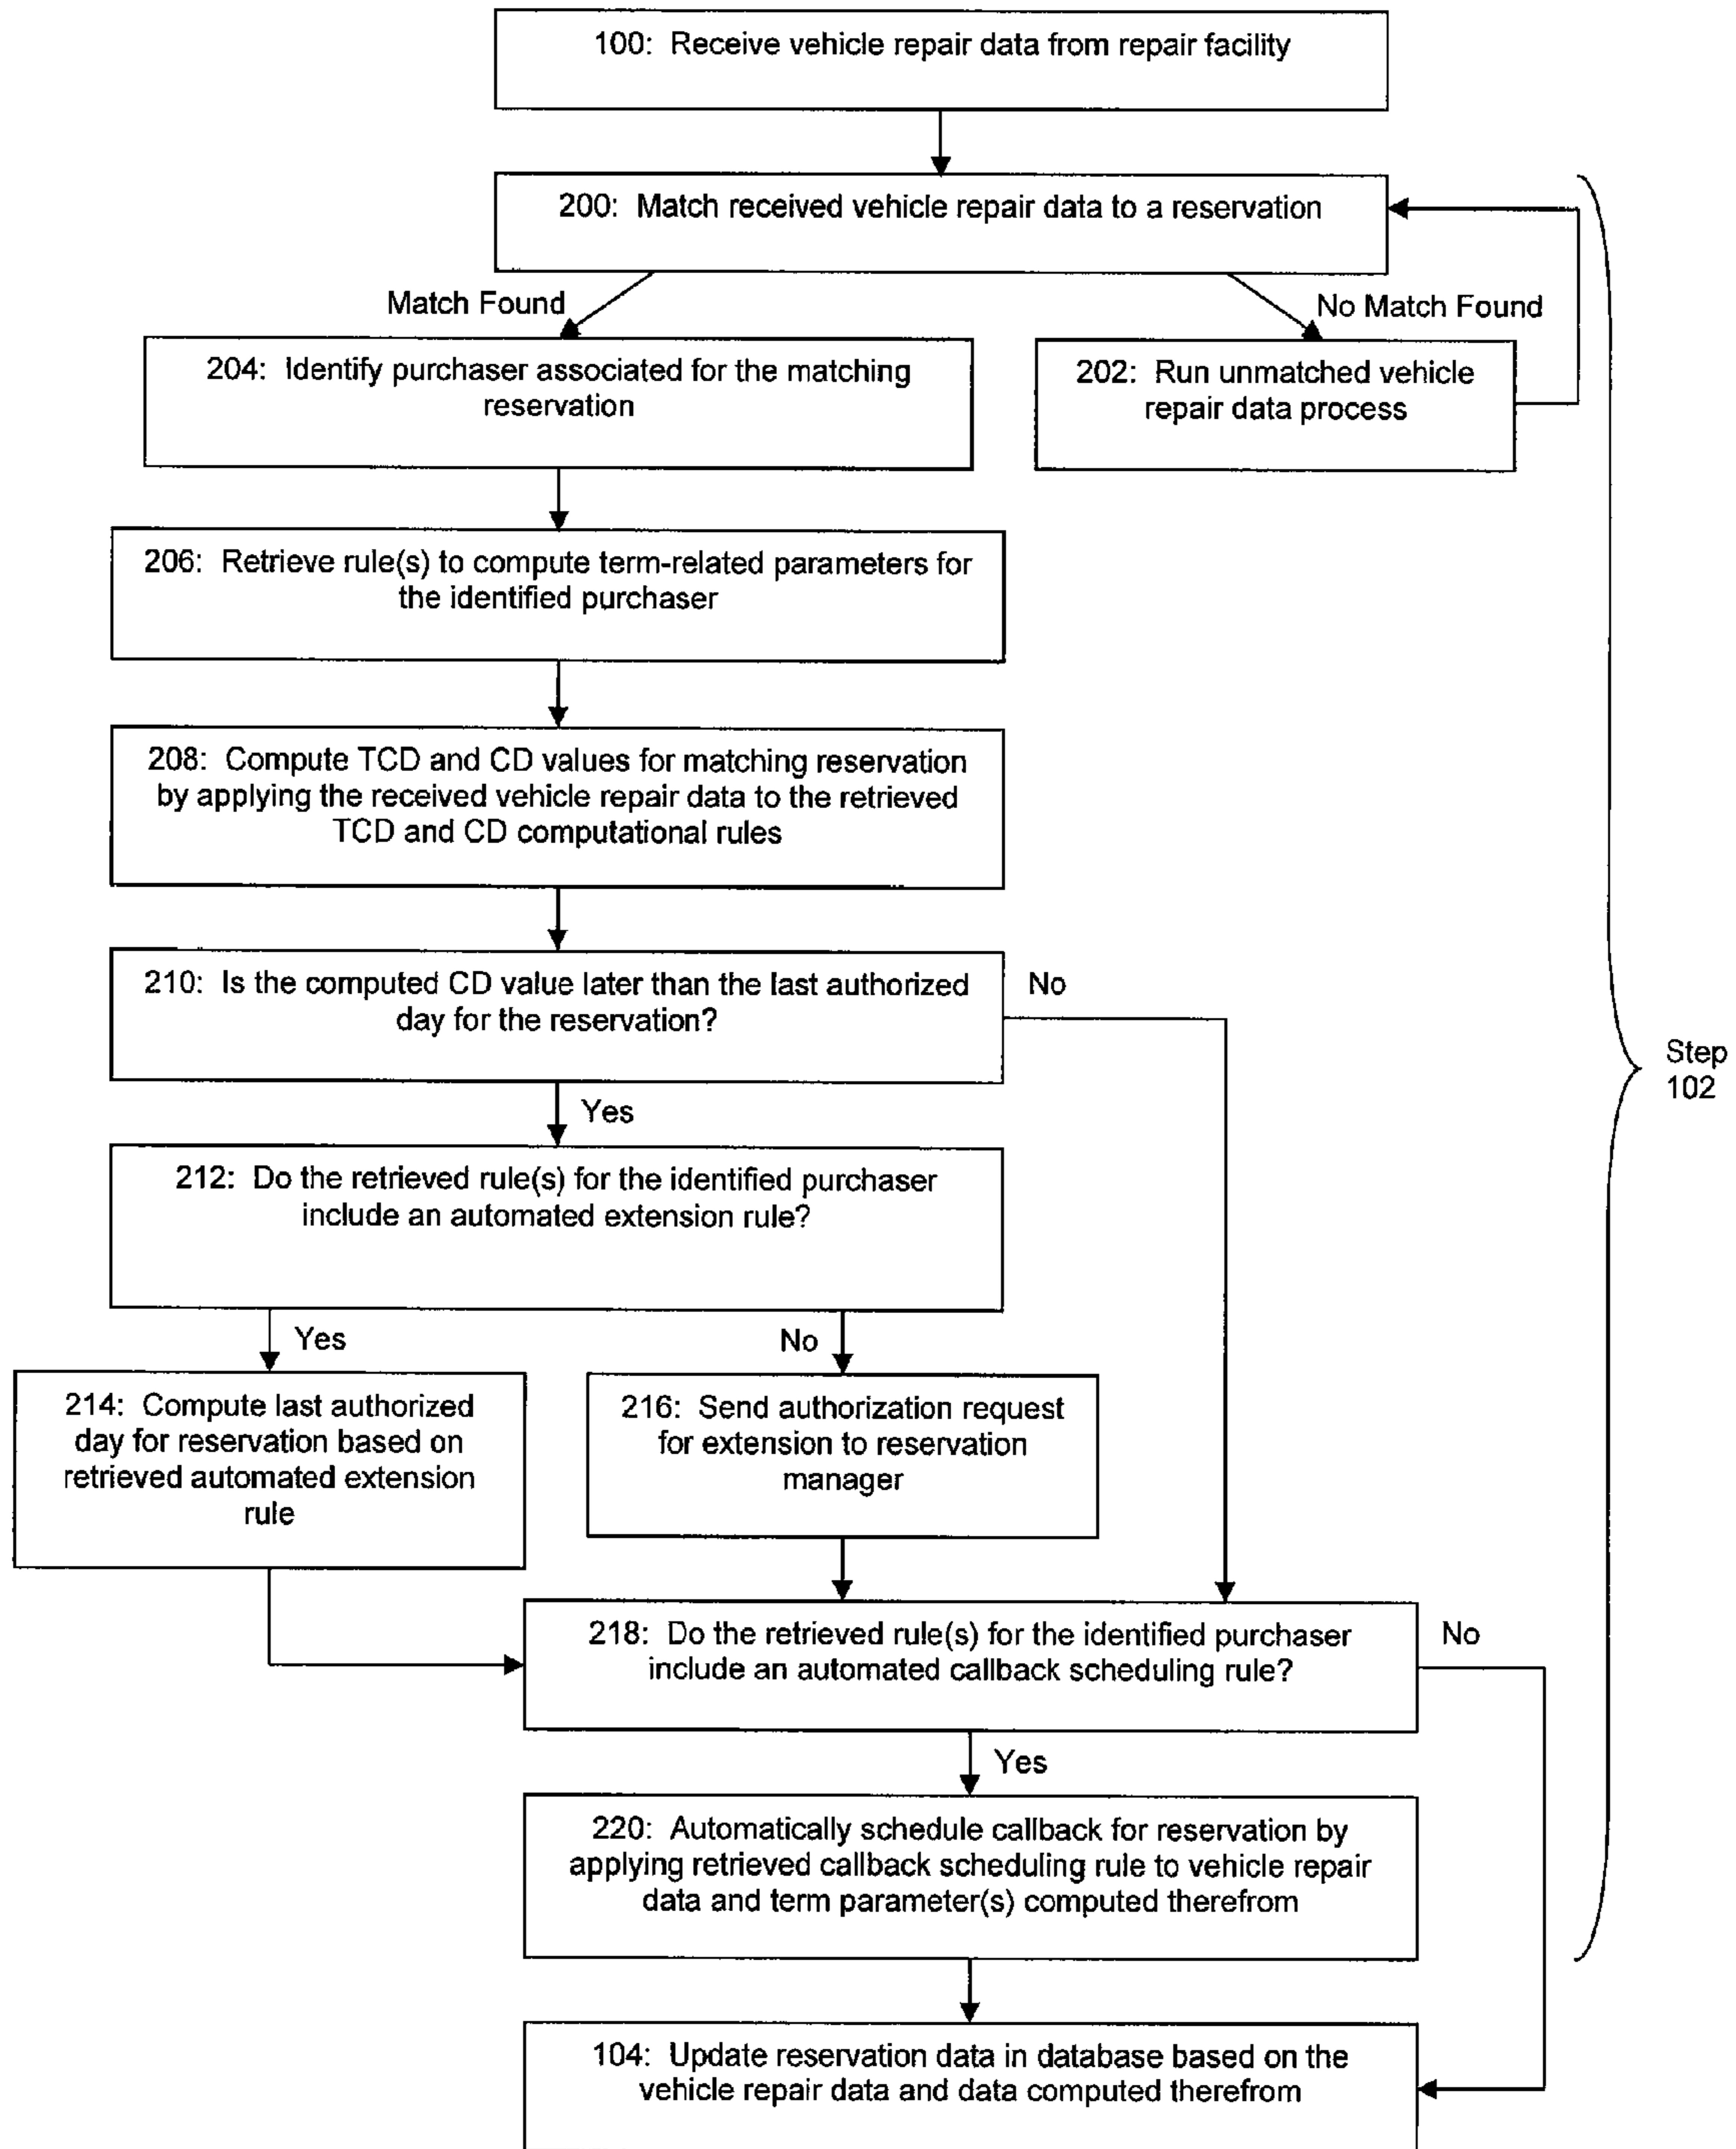 100: Receive vehicle repair data from repair facility
200: Match received vehicle repair data to a reservation
Match Found
No Match Found
204: Identify purchaser associated for the matching
reservation
202: Run unmatched vehicle
repair data process
206: Retrieve rule(s) to compute term-related parameters for
the identified purchaser
208: Compute TCD and CD values for matching reservation
by applying the received vehicle repair data to the retrieved
TCD and CD computational rules
210: Is the computed CD value later than the last authorized
day for the reservation?
No
Step
102
Yes
212: Do the retrieved rule(s) for the identified purchaser
include an automated extension rule?
Yes
No
214: Compute last authorized
day for reservation based on
retrieved automated extension
rule
216: Send authorization request
for extension to reservation
manager
218: Do the retrieved rule(s) for the identified purchaser
include an automated callback scheduling rule?
No
Yes
220: Automatically schedule callback for reservation by
applying retrieved callback scheduling rule to vehicle repair
data and term parameter(s) computed therefrom
104: Update reservation data in database based on the
vehicle repair data and data computed therefrom